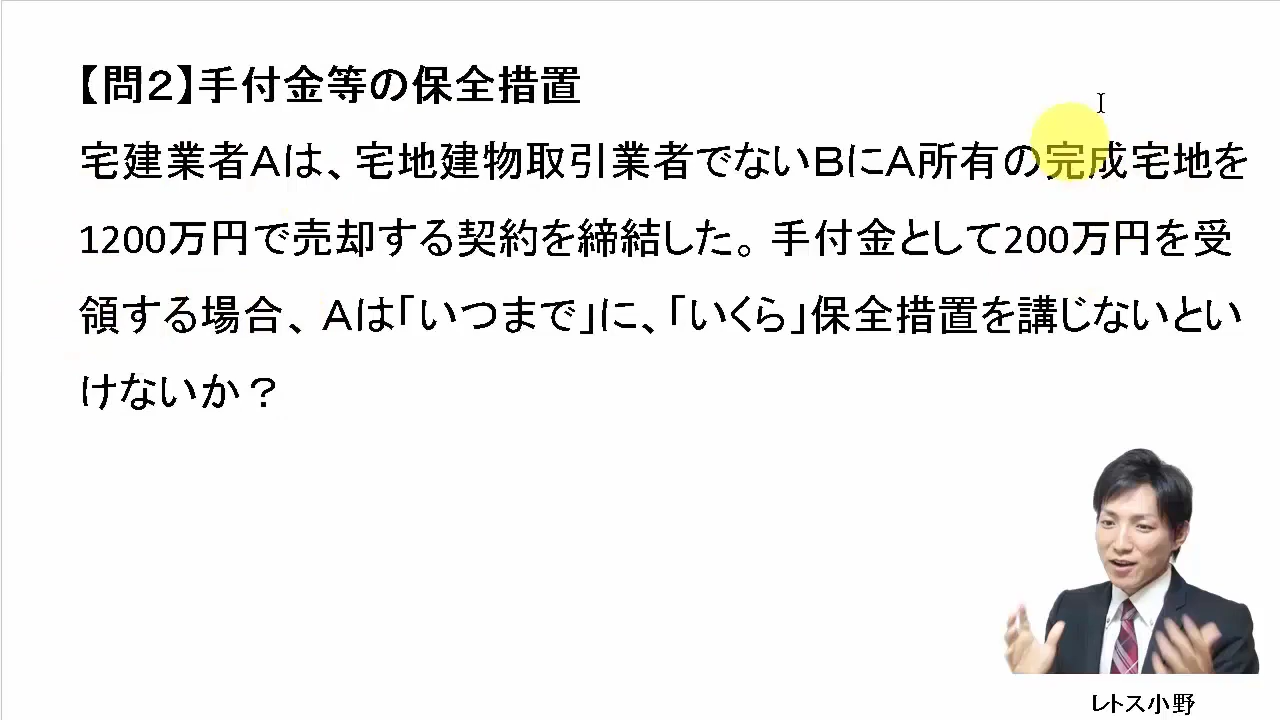 【問２】手付金等の保全措置
宅建業者Ａは、宅地建物取引業者でないＢにＡ所有の完成宅地を
1200万円で売却する契約を締結した。手付金として200万円を受
領する場合、Ａは「いつまで」に、「いくら」保全措置を講じないとい
けないか？
レトス小野